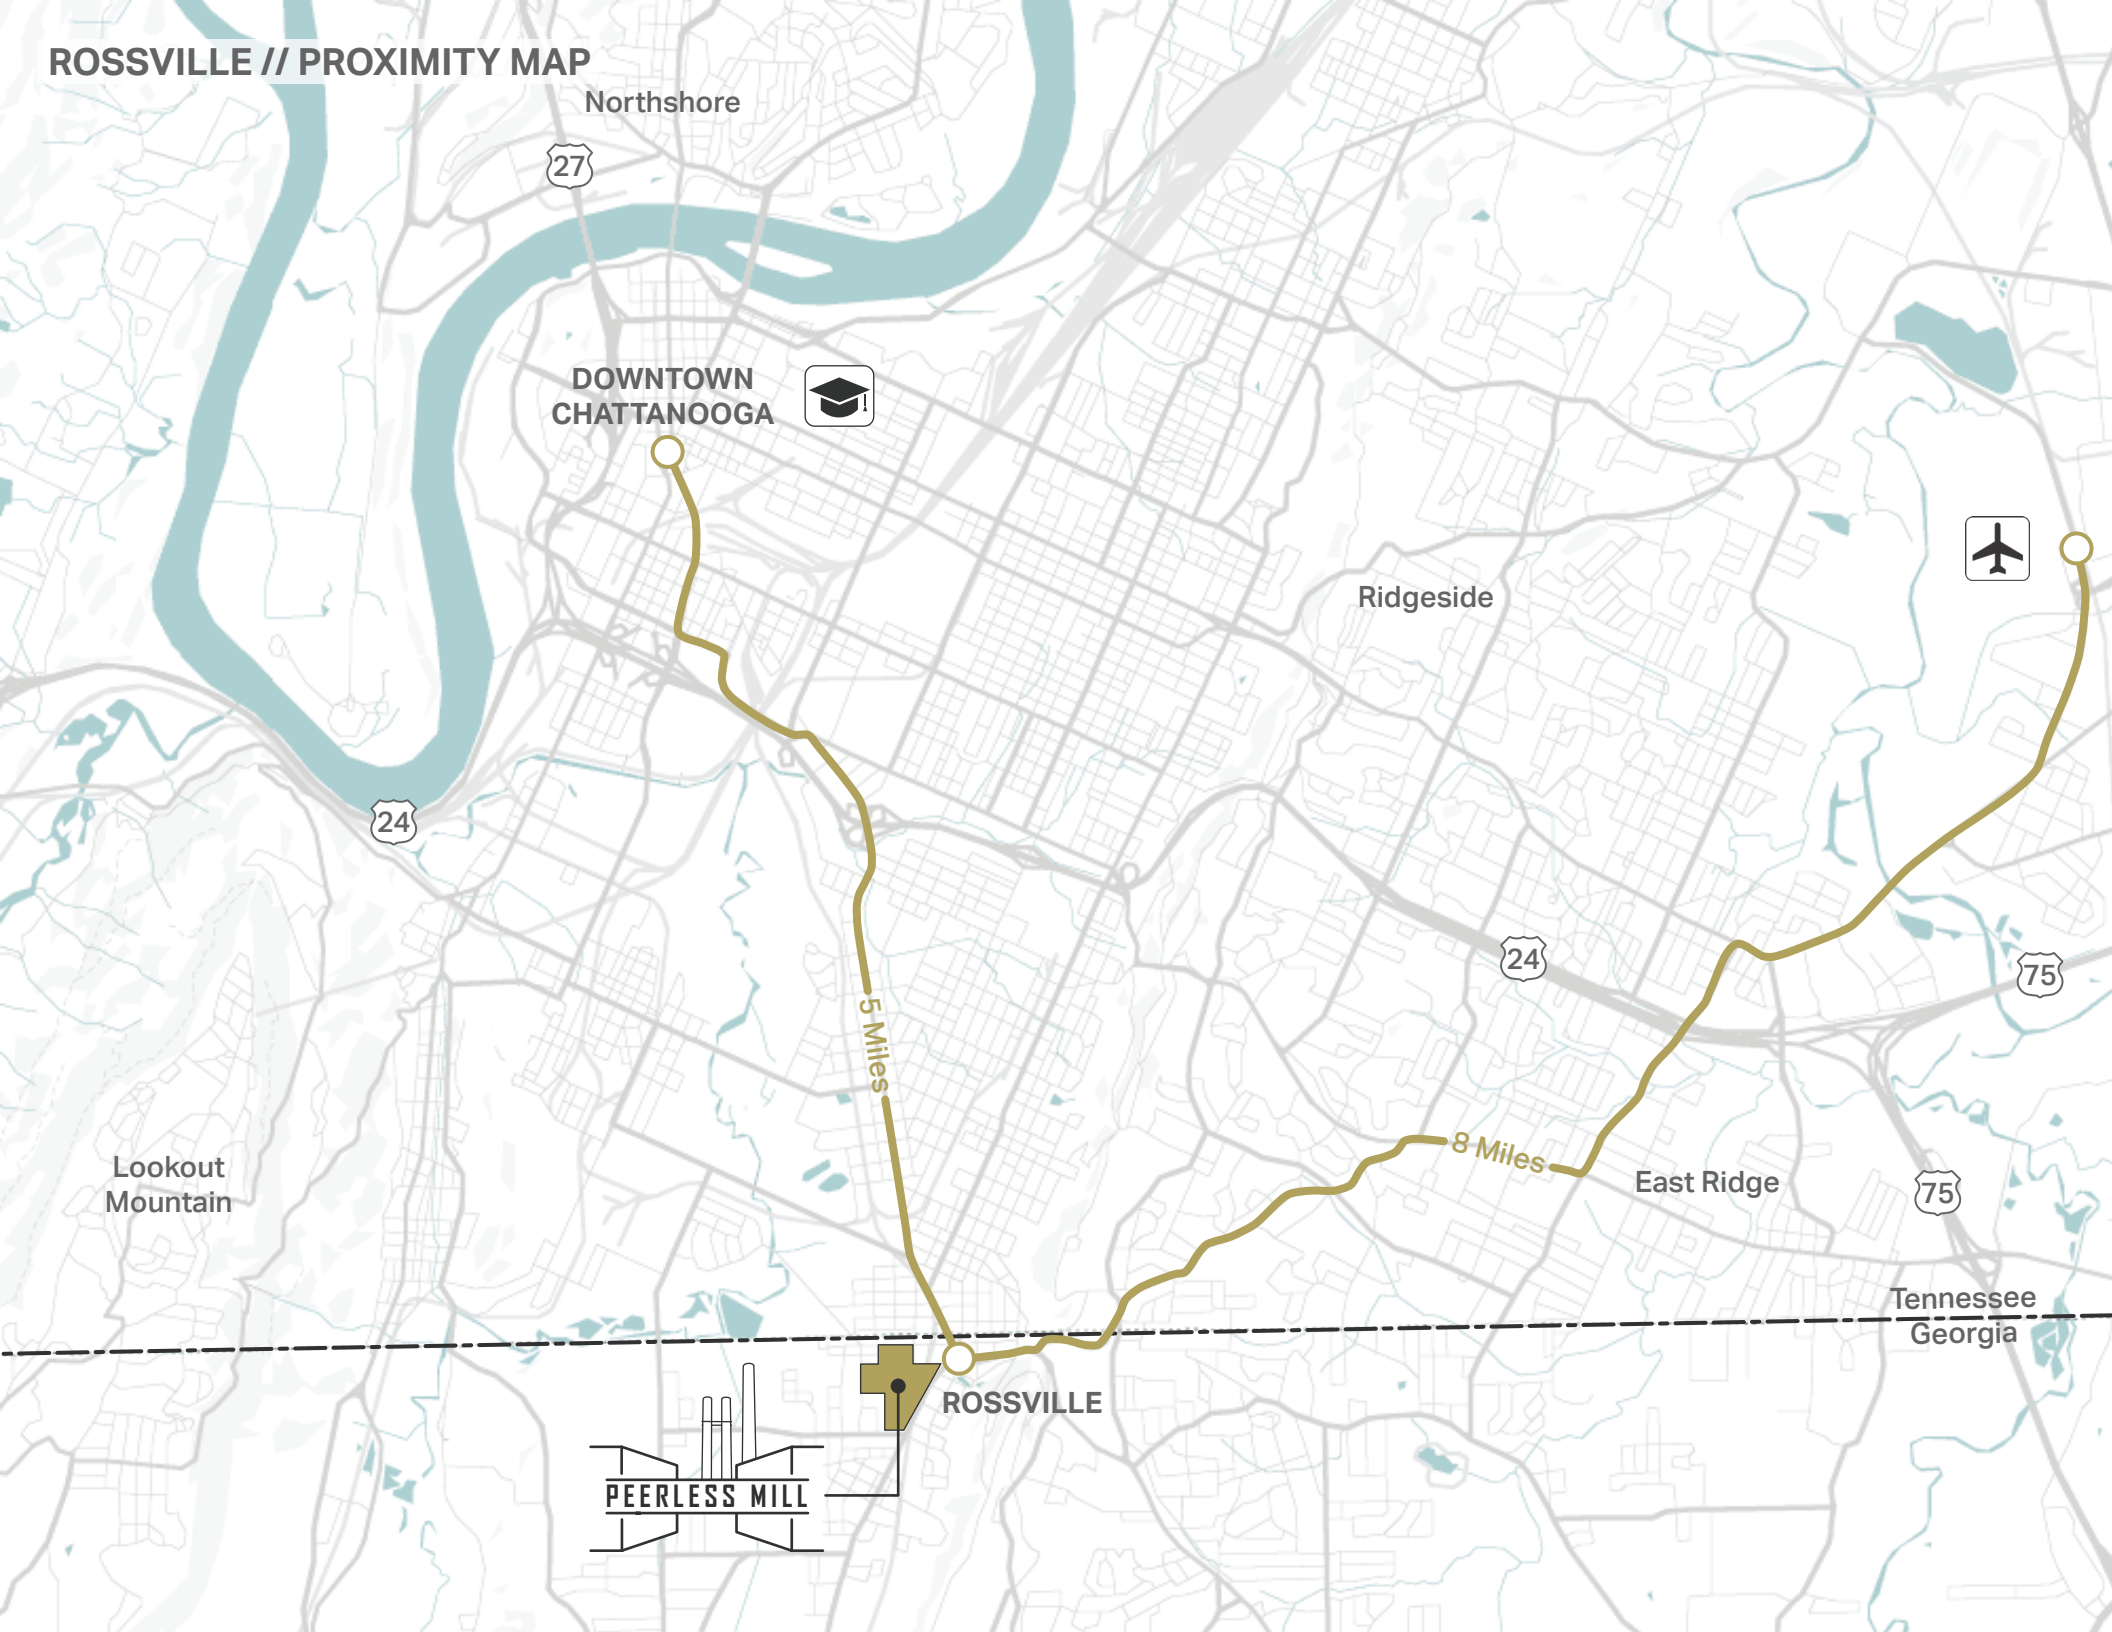 ROSSVILLE // PROXIMITY MAP
Northshore
27
DOWNTOWN
CHATTANOOGA
Ridgeside
24
24
75
5 Miles
8 Miles
Lookout
Mountain
East Ridge
75
Tennessee
Georgia
ROSSVILLE
PEERLESS MILL